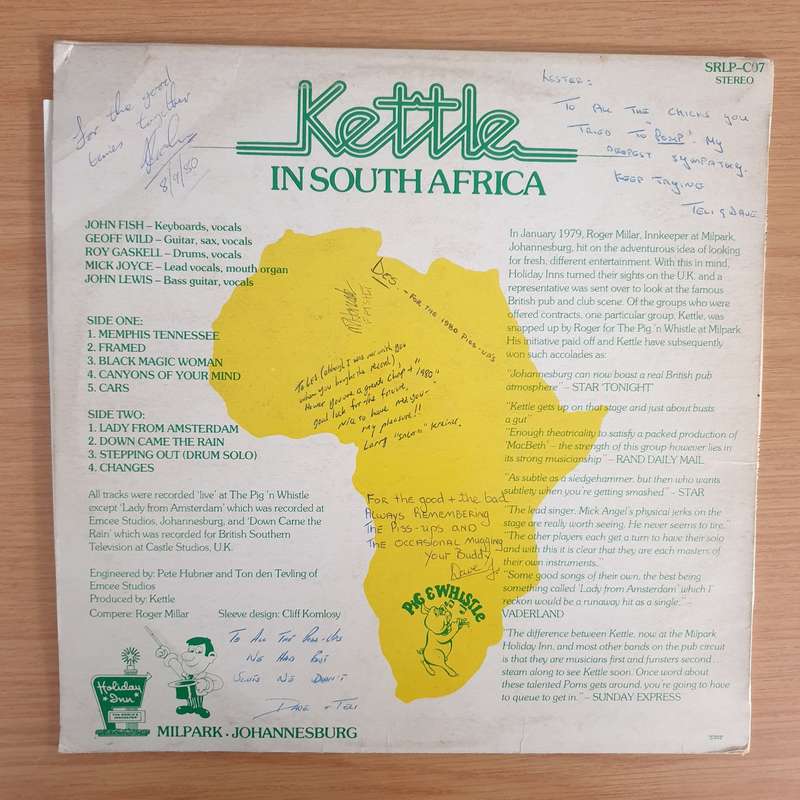 SRLP-C07
STEREO
Kettle
IN SOUTH AFRICA
For the good
times together
8/9/80
LESTER:
TO ALL THE CHICKS YOU
TRIED TO "POMP". MY
DEEPEST SYMPATHY.
KEEP TRYING
TELI & DAVE
JOHN FISH – Keyboards, vocals
GEOFF WILD – Guitar, sax, vocals
ROY GASKELL – Drums, vocals
MICK JOYCE – Lead vocals, mouth organ
JOHN LEWIS – Bass guitar, vocals
SIDE ONE:
1. MEMPHIS TENNESSEE
2. FRAMED
3. BLACK MAGIC WOMAN
4. CANYONS OF YOUR MIND
5. CARS
SIDE TWO:
1. LADY FROM AMSTERDAM
2. DOWN CAME THE RAIN
3. STEPPING OUT (DRUM SOLO)
4. CHANGES
All tracks were recorded 'live' at The Pig 'n Whistle
except 'Lady from Amsterdam' which was recorded at
Emcee Studios, Johannesburg, and 'Down Came the
Rain' which was recorded for British Southern
Television at Castle Studios, U.K.
Engineered by: Pete Hubner and Ton den Tevling of
Emcee Studios
Produced by: Kettle
Compere: Roger Millar
Sleeve design: Cliff Komlosy
- FOR THE 1980 PISS-UPS
when you bought the record),
good luck for the future,
nice to have met you-
my pleasure!!
Larry
FOR THE good + the bad
ALWAYS REMEMBERING
THE PISS-UPS AND
THE OCCASIONAL MUGGING
YOUR BUDDY
Dave
PIG & WHISTLE
TO ALL THE PISS-UPS
WE HAD
DAVE + TELI
Holiday
Inn
MILPARK . JOHANNESBURG
In January 1979, Roger Millar, Innkeeper at Milpark,
Johannesburg, hit on the adventurous idea of looking
for fresh, different entertainment. With this in mind,
Holiday Inns turned their sights on the U.K. and a
representative was sent over to look at the famous
British pub and club scene. Of the groups who were
offered contracts, one particular group, Kettle, was
snapped up by Roger for The Pig 'n Whistle at Milpark
His initiative paid off and Kettle have subsequently
won such accolades as:
"Johannesburg can now boast a real British pub
atmosphere" – STAR 'TONIGHT'
"Kettle gets up on that stage and just about busts
a gut"
"Enough theatricality to satisfy a packed production of
'MacBeth' – the strength of this group however lies in
its strong musicianship" – RAND DAILY MAIL
"As subtle as a sledgehammer, but then who wants
subtlety when you're getting smashed" – STAR
"The lead singer, Mick Angel's physical jerks on the
stage are really worth seeing. He never seems to tire."
"The other players each get a turn to have their solo
and with this it is clear that they are each masters of
their own instruments."
"Some good songs of their own, the best being
something called 'Lady from Amsterdam' which I
reckon would be a runaway hit as a single." –
VADERLAND
"The difference between Kettle, now at the Milpark
Holiday Inn, and most other bands on the pub circuit
is that they are musicians first and funsters second . . .
steam along to see Kettle soon. Once word about
these talented Poms gets around, you're going to have
to queue to get in." – SUNDAY EXPRESS